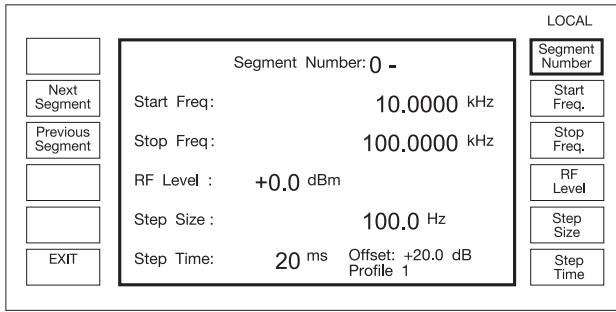 LOCAL
Segment Number: 0 -
Segment
Number
Next
Segment
Start Freq: 10.0000 kHz
Start
Freq.
Previous
Segment
Stop Freq: 100.0000 kHz
Stop
Freq.
RF Level : +0.0 dBm
RF
Level
Step Size: 100.0 Hz
Step
Size
EXIT
Step Time: 20 ms Offset: +20.0 dB
Profile 1
Step
Time